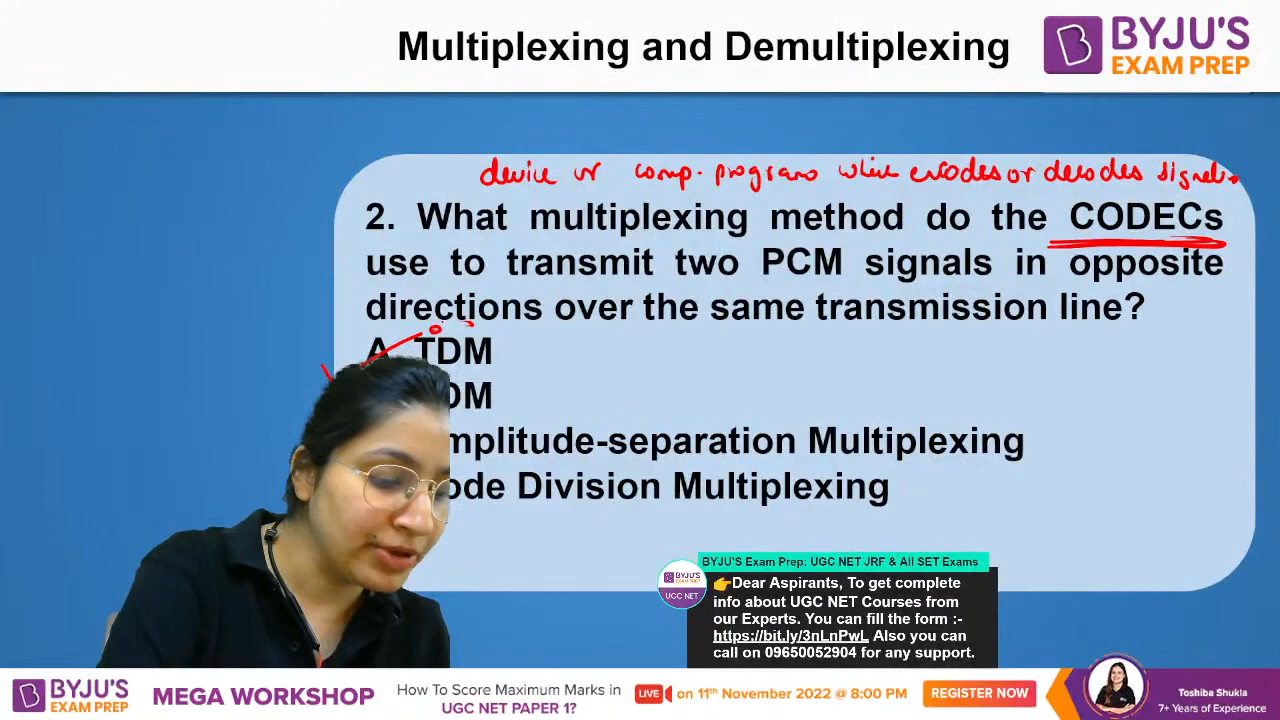 Multiplexing and Demultiplexing
BYJU'S
EXAM PREP
device or comp. programs which encodes or decodes signals.
2. What multiplexing method do the CODECs
use to transmit two PCM signals in opposite
directions over the same transmission line?
A. TDM
DM
mplitude-separation Multiplexing
ode Division Multiplexing
BYJU'S Exam Prep: UGC NET JRF & All SET Exams
BYJU'S
UGC NET
👉Dear Aspirants, To get complete
info about UGC NET Courses from
our Experts. You can fill the form :-
https://bit.ly/3nLnPwL Also you can
call on 09650052904 for any support.
BYJU'S
EXAM PREP
MEGA WORKSHOP
How To Score Maximum Marks in
UGC NET PAPER 1?
LIVE on 11th November 2022 @ 8:00 PM
REGISTER NOW
Toshiba Shukla
7+ Years of Experience